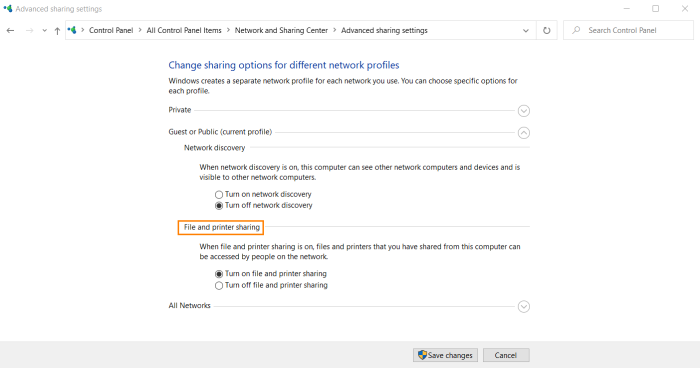 Advanced sharing settings
Control Panel > All Control Panel Items > Network and Sharing Center > Advanced sharing settings
Search Control Panel
Change sharing options for different network profiles
Windows creates a separate network profile for each network you use. You can choose specific options for
each profile.
Private
Guest or Public (current profile)
Network discovery
When network discovery is on, this computer can see other network computers and devices and is
visible to other network computers.
Turn on network discovery
Turn off network discovery
File and printer sharing
When file and printer sharing is on, files and printers that you have shared from this computer can
be accessed by people on the network.
Turn on file and printer sharing
Turn off file and printer sharing
All Networks
Save changes
Cancel